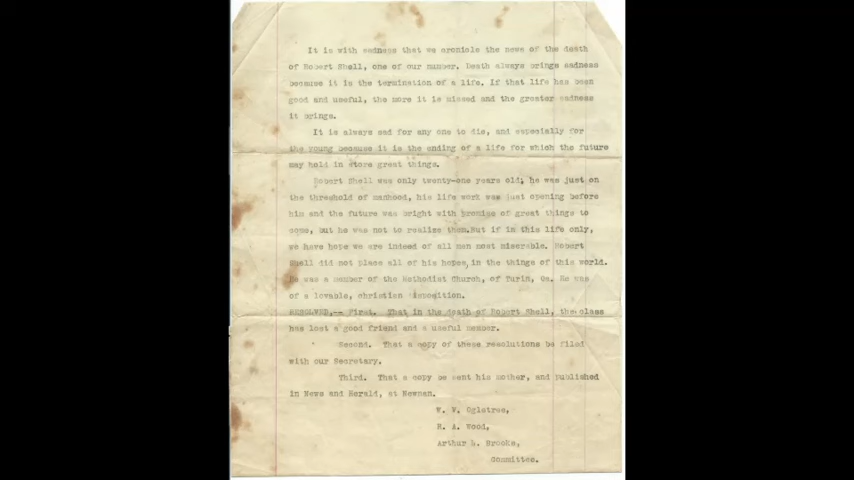 It is with sadness that we cronicle the news of the death
of Robert Shell, one of our member. Death always brings sadness
because it is the termination of a life. If that life has been
good and useful, the more it is missed and the greater sadness
it brings.
It is always sad for any one to die, and especially for
the young because it is the ending of a life for which the future
may hold in store great things.
Robert Shell was only twenty-one years old, he was just on
the threshold of manhood, his life work was just opening before
him and the future was bright with promise of great things to
come, but he was not to realize them.But if in this life only,
we have hope we are indeed of all men most miserable. Robert
Shell did not place all of his hopes,in the things of this world.
He was a member of the Methodist Church, of Turin, Ga. He was
of a lovable, christian disposition.
RESOLVED,-- First. That in the death of Robert Shell, the class
has lost a good friend and a useful member.
Second. That a copy of these resolutions be filed
with our Secretary.
Third. That a copy be sent his mother, and published
in News and Herald, at Newnan.
W. W. Ogletree,
R. A. Wood,
Arthur L. Brooks,
Committee.